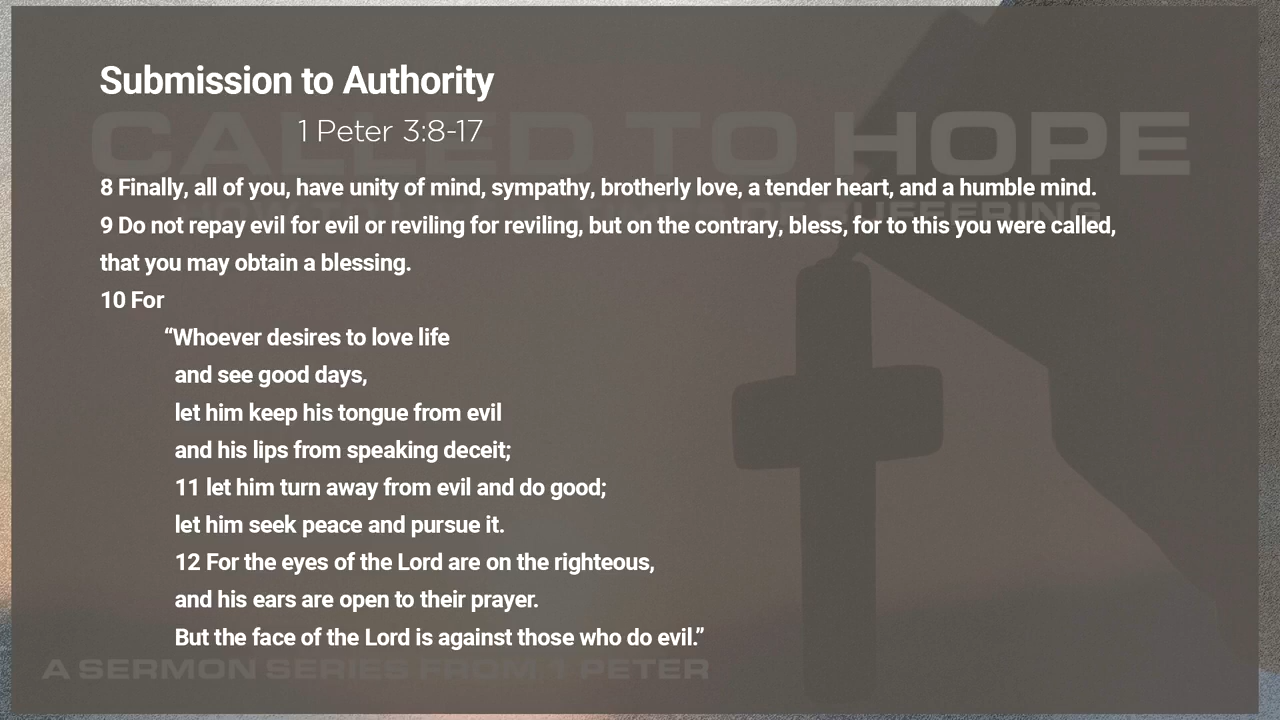 Submission to Authority
CALLED TO HOPE
1 Peter 3:8-17
8 Finally, all of you, have unity of mind, sympathy, brotherly love, a tender heart, and a humble mind.
SUFFERING
9 Do not repay evil for evil or reviling for reviling, but on the contrary, bless, for to this you were called,
that you may obtain a blessing.
10 For
“Whoever desires to love life
and see good days,
let him keep his tongue from evil
and his lips from speaking deceit;
11 let him turn away from evil and do good;
let him seek peace and pursue it.
12 For the eyes of the Lord are on the righteous,
and his ears are open to their prayer.
But the face of the Lord is against those who do evil.”
A SERMON SERIES FROM 1 PETER